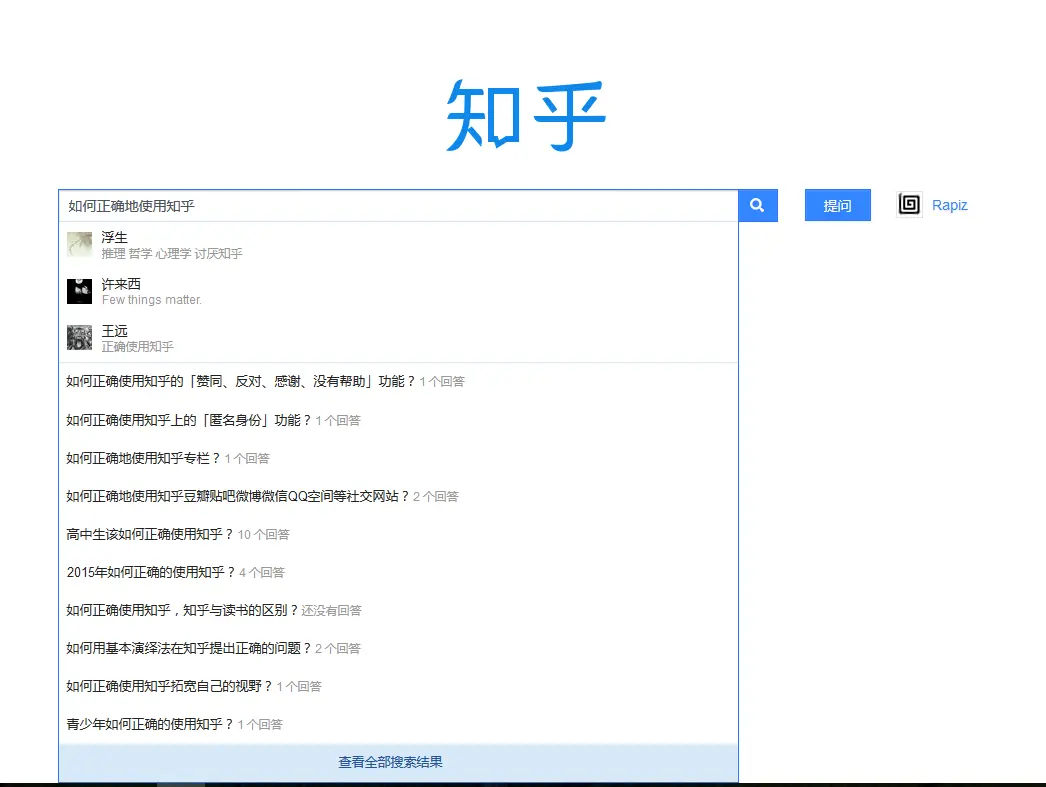 知乎
如何正确地使用知乎
提问
Rapiz
浮生
推理 哲学 心理学 讨厌知乎
许来西
Few things matter.
王远
正确使用知乎
如何正确使用知乎的「赞同、反对、感谢、没有帮助」功能？ 1 个回答
如何正确使用知乎上的「匿名身份」功能？ 1 个回答
如何正确地使用知乎专栏？ 1 个回答
如何正确地使用知乎豆瓣贴吧微博微信QQ空间等社交网站？ 2 个回答
高中生该如何正确使用知乎？ 10 个回答
2015年如何正确的使用知乎？ 4 个回答
如何正确使用知乎，知乎与读书的区别？ 还没有回答
如何用基本演绎法在知乎提出正确的问题？ 2 个回答
如何正确使用知乎拓宽自己的视野？ 1 个回答
青少年如何正确的使用知乎？ 1 个回答
查看全部搜索结果